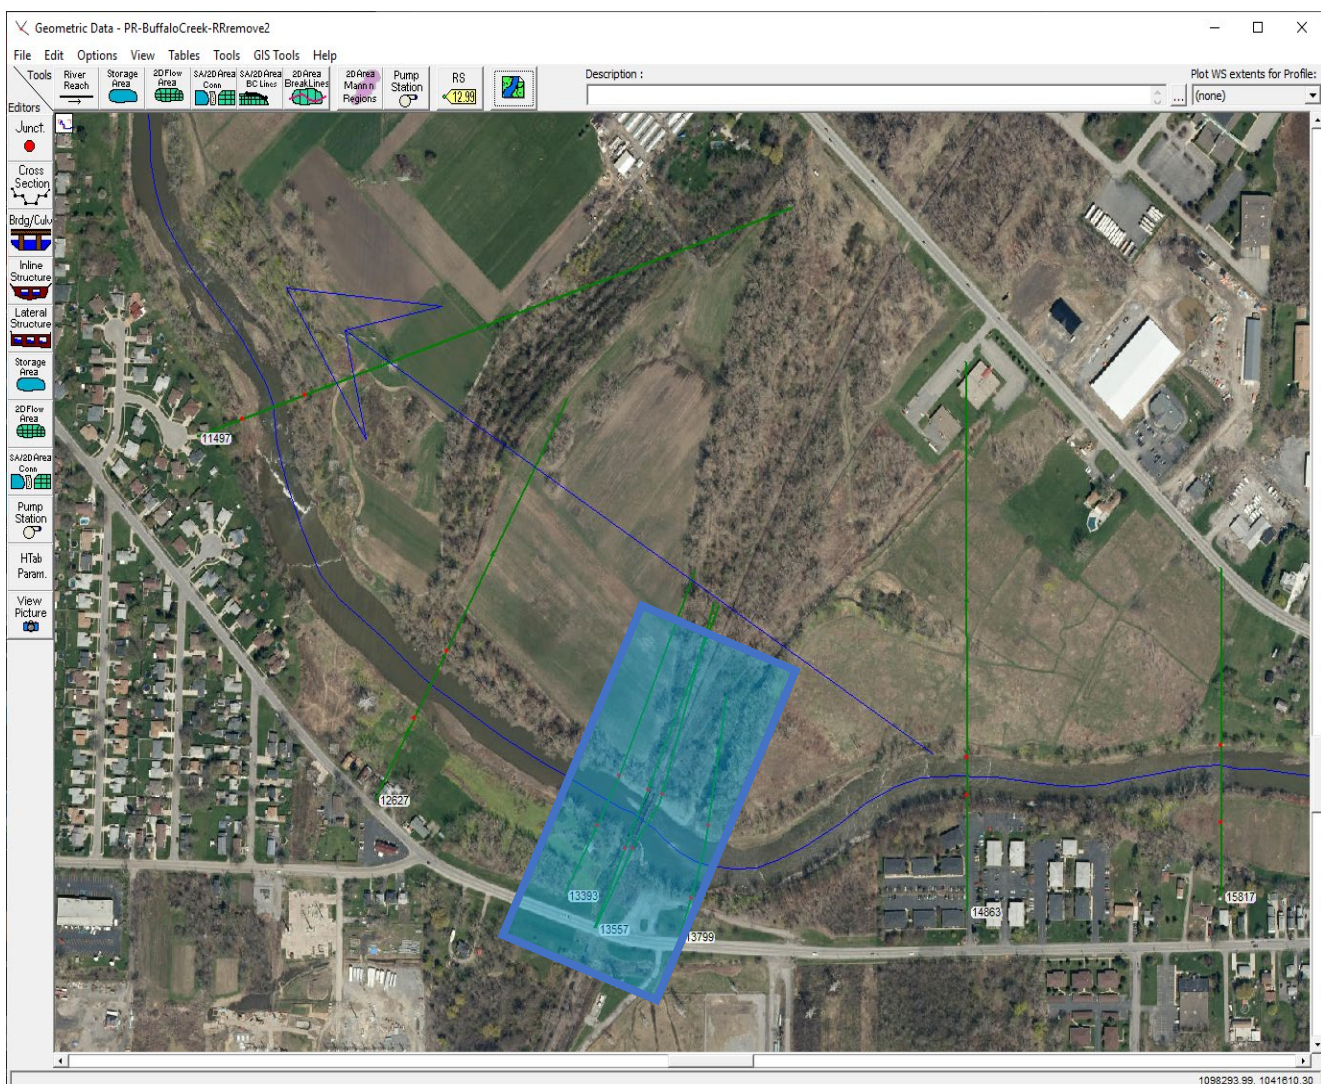 Geometric Data - PR-BuffaloCreek-RRremove2
File Edit Options View Tables Tools GIS Tools Help
Tools
Editors
River Reach
Storage Area
2D Flow Area
SA/2D Area Conn
SA/2D Area BC Lines
2D Area BreakLines
2D Area Mann n Regions
Pump Station
RS
12.99
Description :
...
Plot WS extents for Profile:
(none)
Junct.
Cross
Section
Brdg/Culv
Inline
Structure
Lateral
Structure
Storage
Area
2D Flow
Area
SA/2D Area
Conn
Pump
Station
HTab
Param.
View
Picture
11497
12627
13393
13557
13799
14863
15817
1098293.99, 1041610.30